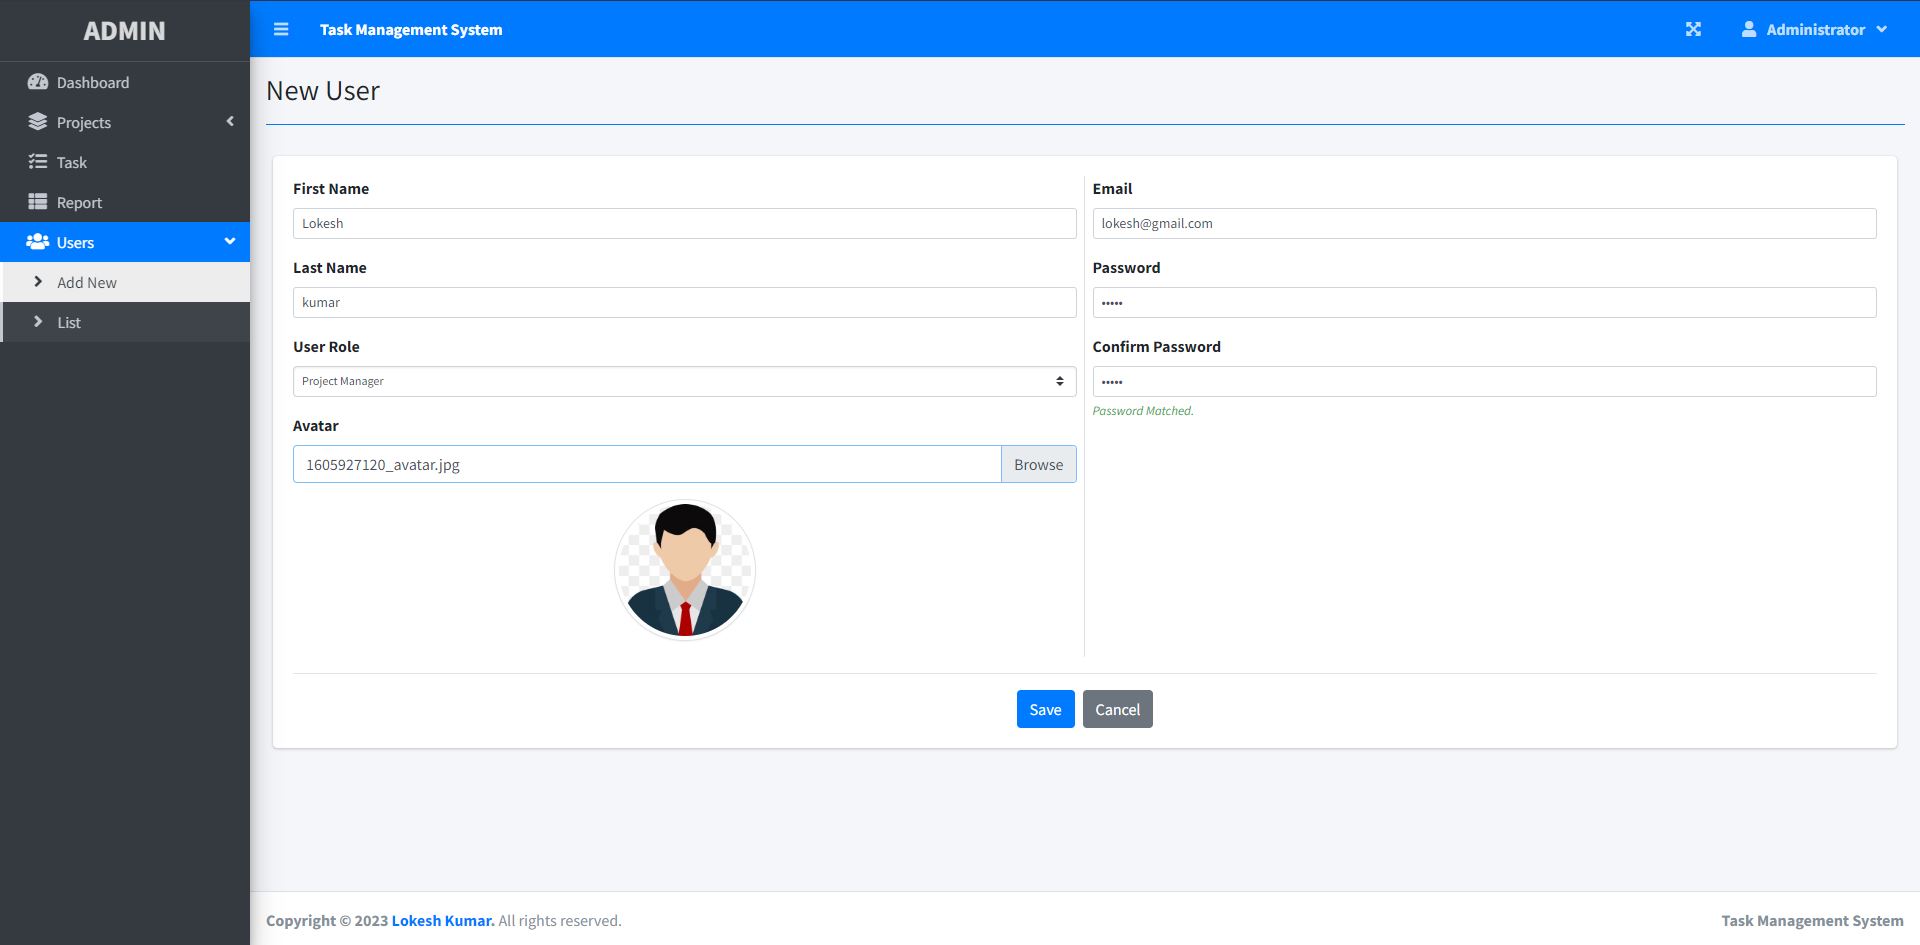 ADMIN
Task Management System
Administrator
Dashboard
Projects
Task
Report
Users
Add New
List
New User
First Name
Lokesh
Last Name
kumar
User Role
Project Manager
Avatar
1605927120_avatar.jpg Browse
Email
lokesh@gmail.com
Password
•••••
Confirm Password
•••••
Password Matched.
Save Cancel
Copyright © 2023 Lokesh Kumar. All rights reserved.
Task Management System